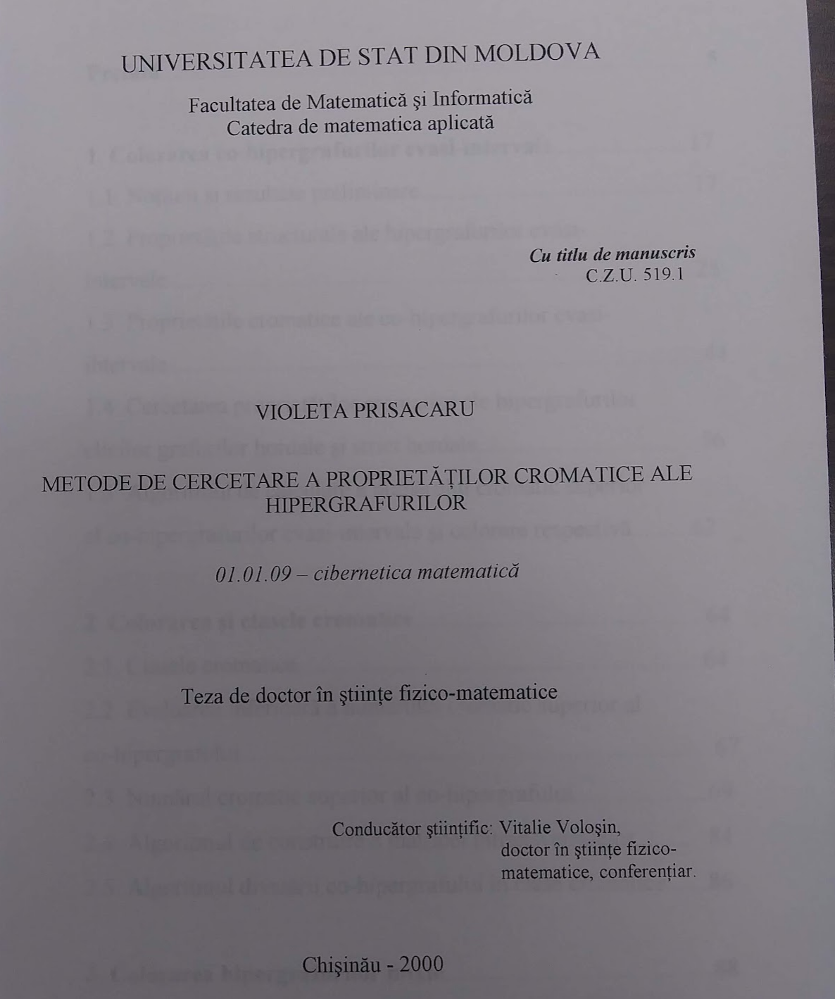 UNIVERSITATEA DE STAT DIN MOLDOVA
Facultatea de Matematică şi Informatică
Catedra de matematica aplicată
Cu titlu de manuscris
C.Z.U. 519.1
VIOLETA PRISACARU
METODE DE CERCETARE A PROPRIETĂŢILOR CROMATICE ALE
HIPERGRAFURILOR
01.01.09 – cibernetica matematică
Teza de doctor în ştiinţe fizico-matematice
Conducător ştiinţific: Vitalie Voloşin,
doctor în ştiinţe fizico-
matematice, conferenţiar.
Chişinău - 2000